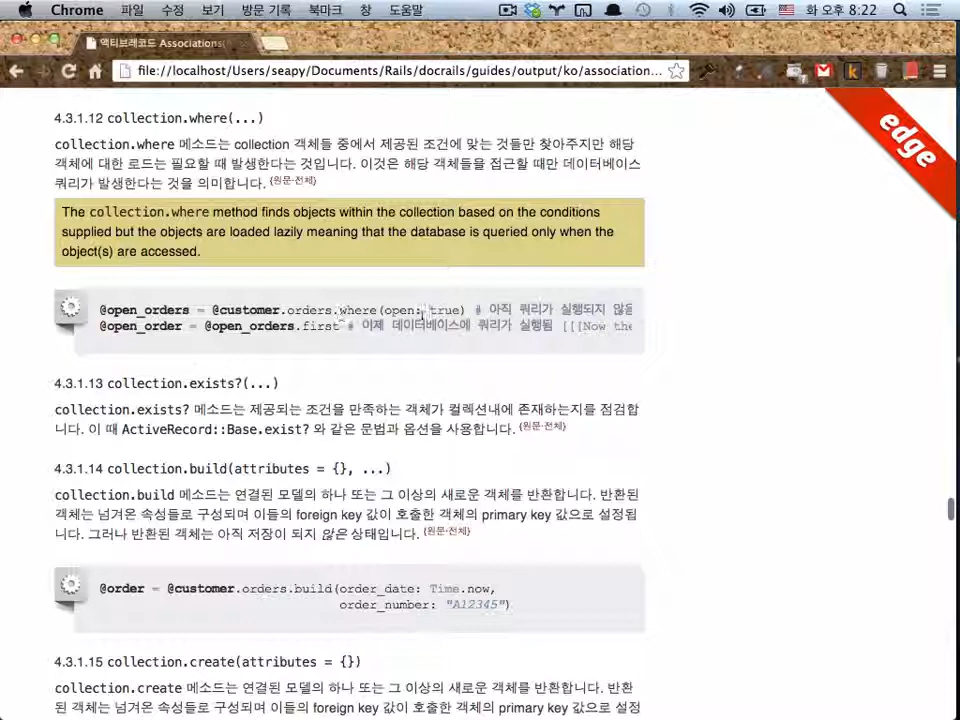 Chrome 파일 수정 보기 방문 기록 북마크 창 도움말 화 오후 8:22
액티브레코드 Associations(
file://localhost/Users/seapy/Documents/Rails/docrails/guides/output/ko/association...
edge
4.3.1.12 collection.where(...)
collection.where 메소드는 collection 객체들 중에서 제공된 조건에 맞는 것들만 찾아주지만 해당
객체에 대한 로드는 필요할 때 발생한다는 것입니다. 이것은 해당 객체들을 접근할 때만 데이터베이스
쿼리가 발생한다는 것을 의미합니다. {원문·전체}
The collection.where method finds objects within the collection based on the conditions
supplied but the objects are loaded lazily meaning that the database is queried only when the
object(s) are accessed.
@open_orders = @customer.orders.where(open: true) # 아직 쿼리가 실행되지 않음
@open_order = @open_orders.first # 이제 데이터베이스에 쿼리가 실행됨 [[[Now the
4.3.1.13 collection.exists?(...)
collection.exists? 메소드는 제공되는 조건을 만족하는 객체가 컬렉션내에 존재하는지를 점검합
니다. 이 때 ActiveRecord::Base.exist? 와 같은 문법과 옵션을 사용합니다. {원문·전체}
4.3.1.14 collection.build(attributes = {}, ...)
collection.build 메소드는 연결된 모델의 하나 또는 그 이상의 새로운 객체를 반환합니다. 반환된
객체는 넘겨온 속성들로 구성되며 이들의 foreign key 값이 호출한 객체의 primary key 값으로 설정됩
니다. 그러나 반환된 객체는 아직 저장이 되지 않은 상태입니다. {원문·전체}
@order = @customer.orders.build(order_date: Time.now,
order_number: "A12345")
4.3.1.15 collection.create(attributes = {})
collection.create 메소드는 연결된 모델의 하나 또는 그 이상의 새로운 객체를 반환합니다. 반환
된 객체는 넘겨온 속성들로 구성되며 이들의 foreign key 값이 호출한 객체의 primary key 값으로 설정